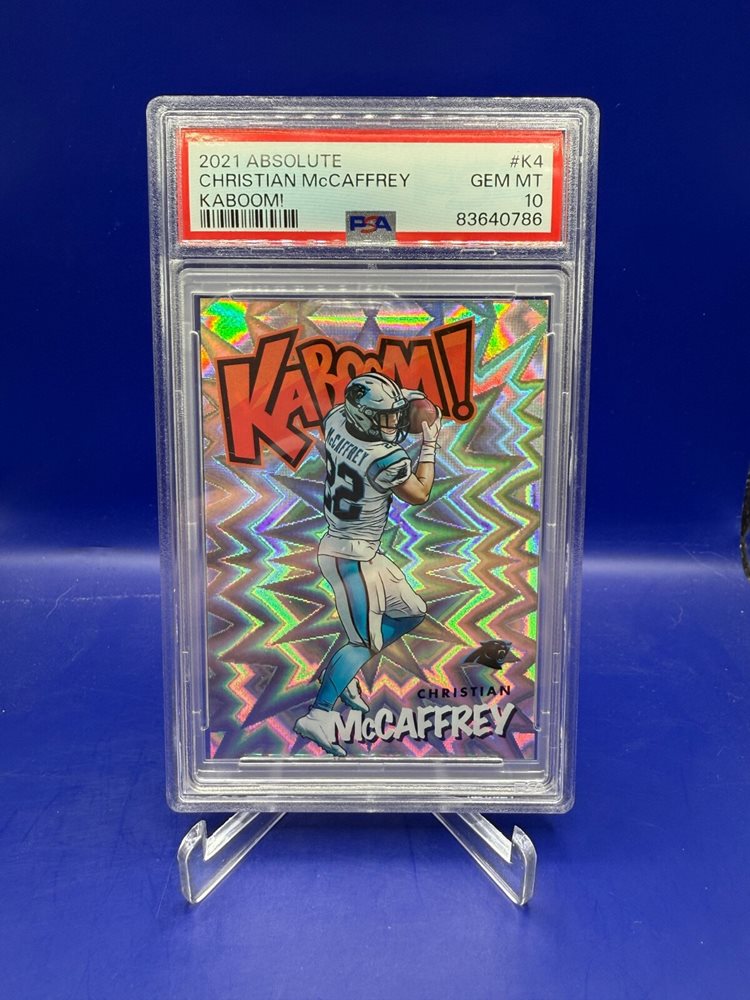 2021 ABSOLUTE #K4
CHRISTIAN McCAFFREY GEM MT
KABOOM! 10
PSA 83640786
KABOOM!
McCAFFREY
22
CHRISTIAN
McCAFFREY